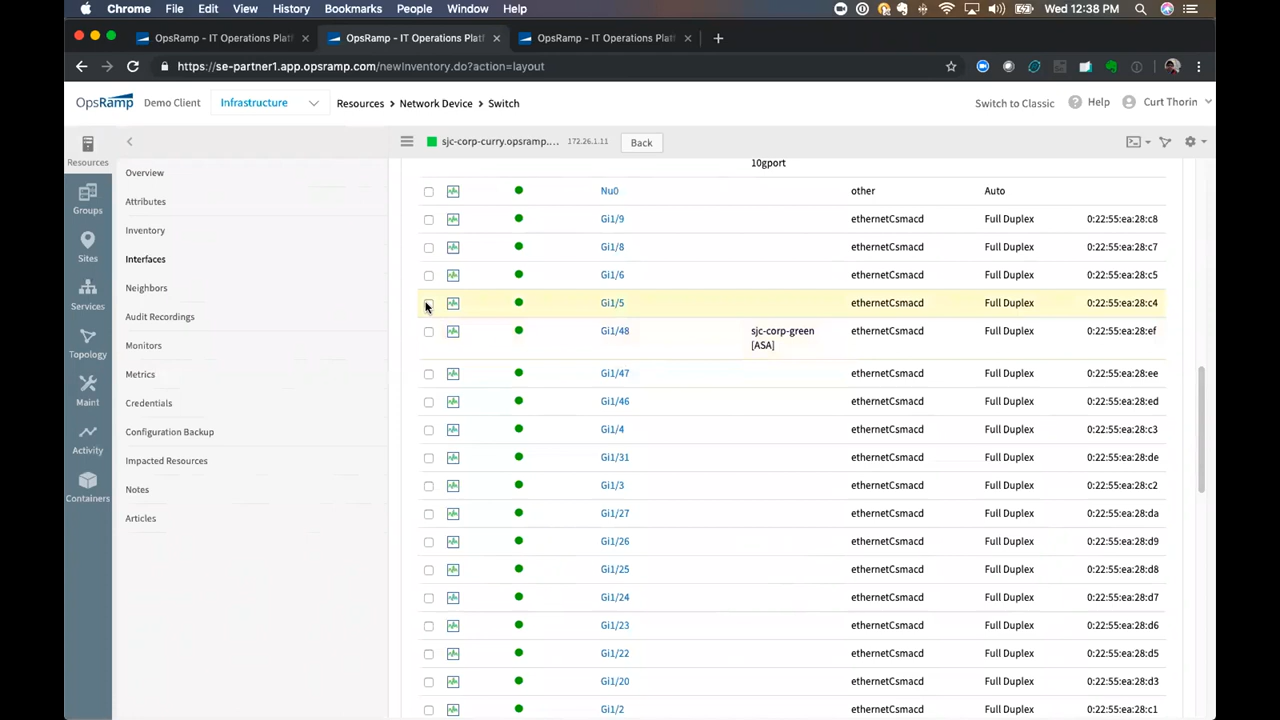 Chrome File Edit View History Bookmarks People Window Help Wed 12:38 PM
OpsRamp - IT Operations Platf OpsRamp - IT Operations Platf OpsRamp - IT Operations Platf
https://se-partner1.app.opsramp.com/newInventory.do?action=layout
OpsRamp Demo Client Infrastructure Resources > Network Device > Switch Switch to Classic Help Curt Thorin
Resources
Groups
Sites
Services
Topology
Maint
Activity
Containers
Overview
Attributes
Inventory
Interfaces
Neighbors
Audit Recordings
Monitors
Metrics
Credentials
Configuration Backup
Impacted Resources
Notes
Articles
sjc-corp-curry.opsramp.... 172.26.1.11 Back
10gport
Nu0 other Auto
Gi1/9 ethernetCsmacd Full Duplex 0:22:55:ea:28:c8
Gi1/8 ethernetCsmacd Full Duplex 0:22:55:ea:28:c7
Gi1/6 ethernetCsmacd Full Duplex 0:22:55:ea:28:c5
Gi1/5 ethernetCsmacd Full Duplex 0:22:55:ea:28:c4
Gi1/48 sjc-corp-green ethernetCsmacd Full Duplex 0:22:55:ea:28:ef
[ASA]
Gi1/47 ethernetCsmacd Full Duplex 0:22:55:ea:28:ee
Gi1/46 ethernetCsmacd Full Duplex 0:22:55:ea:28:ed
Gi1/4 ethernetCsmacd Full Duplex 0:22:55:ea:28:c3
Gi1/31 ethernetCsmacd Full Duplex 0:22:55:ea:28:de
Gi1/3 ethernetCsmacd Full Duplex 0:22:55:ea:28:c2
Gi1/27 ethernetCsmacd Full Duplex 0:22:55:ea:28:da
Gi1/26 ethernetCsmacd Full Duplex 0:22:55:ea:28:d9
Gi1/25 ethernetCsmacd Full Duplex 0:22:55:ea:28:d8
Gi1/24 ethernetCsmacd Full Duplex 0:22:55:ea:28:d7
Gi1/23 ethernetCsmacd Full Duplex 0:22:55:ea:28:d6
Gi1/22 ethernetCsmacd Full Duplex 0:22:55:ea:28:d5
Gi1/20 ethernetCsmacd Full Duplex 0:22:55:ea:28:d3
Gi1/2 ethernetCsmacd Full Duplex 0:22:55:ea:28:c1